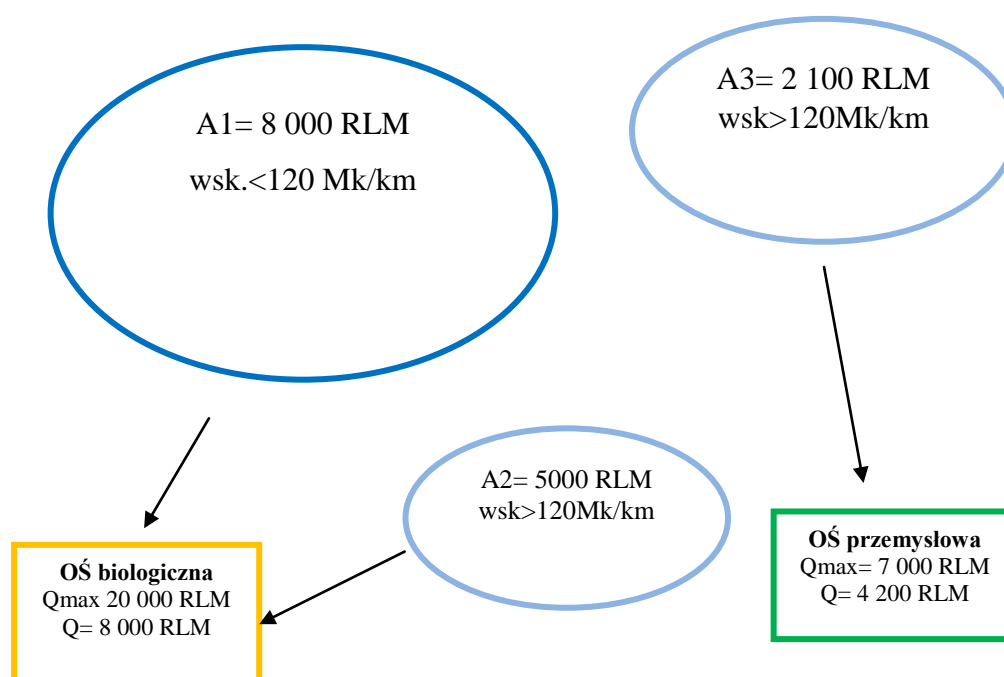 A1= 8 000 RLM
wsk.<120 Mk/km
A3= 2 100 RLM
wsk>120Mk/km
A2= 5000 RLM
wsk>120Mk/km
OŚ biologiczna
Qmax 20 000 RLM
Q= 8 000 RLM
OŚ przemysłowa
Qmax= 7 000 RLM
Q= 4 200 RLM